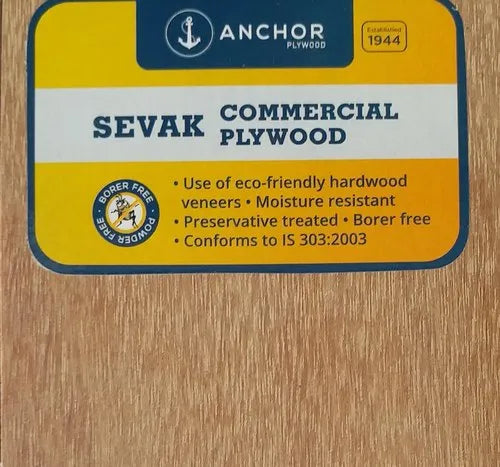 ANCHOR
PLYWOOD
Established
1944
SEVAK COMMERCIAL
PLYWOOD
BORER FREE • POWDER FREE •
• Use of eco-friendly hardwood
veneers • Moisture resistant
• Preservative treated • Borer free
• Conforms to IS 303:2003